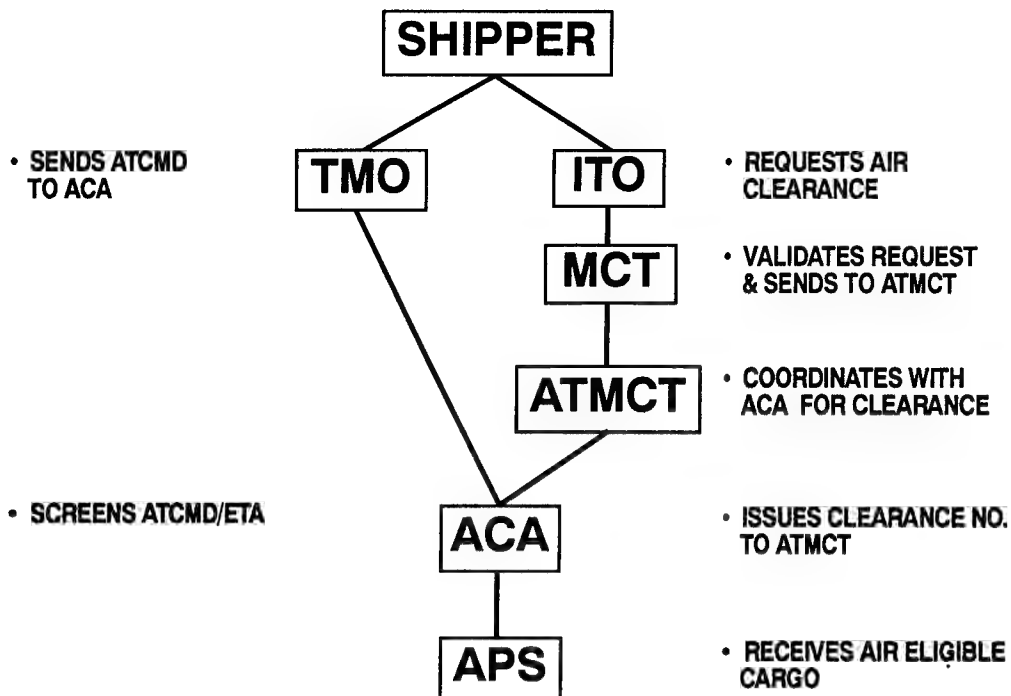 SHIPPER
• SENDS ATCMD
TO ACA
TMO
ITO
• REQUESTS AIR
CLEARANCE
MCT
• VALIDATES REQUEST
& SENDS TO ATMCT
ATMCT
• COORDINATES WITH
ACA FOR CLEARANCE
• SCREENS ATCMD/ETA
ACA
• ISSUES CLEARANCE NO.
TO ATMCT
APS
• RECEIVES AIR ELIGIBLE
CARGO